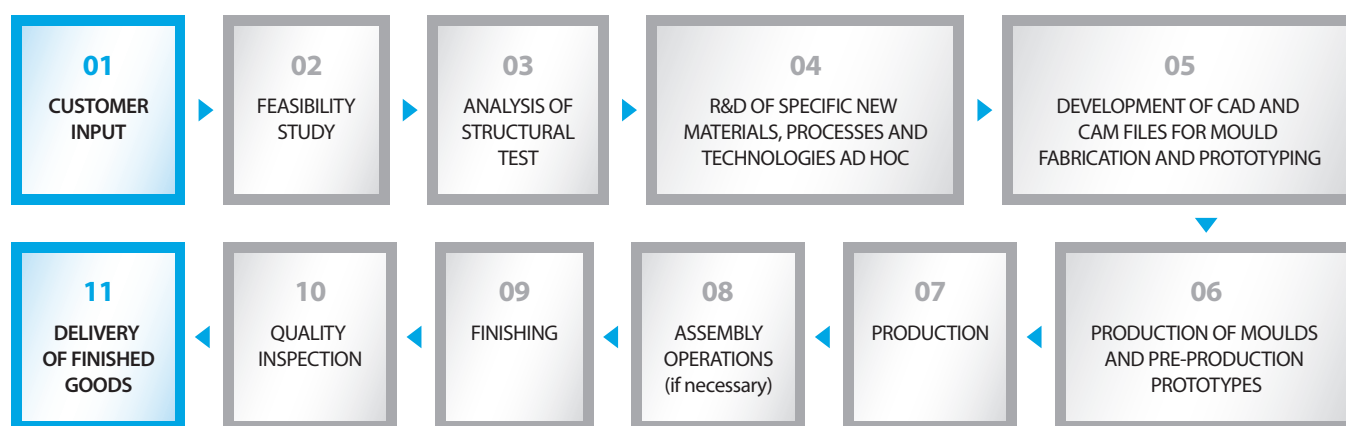 01
CUSTOMER
INPUT
02
FEASIBILITY
STUDY
03
ANALYSIS OF
STRUCTURAL
TEST
04
R&D OF SPECIFIC NEW
MATERIALS, PROCESSES AND
TECHNOLOGIES AD HOC
05
DEVELOPMENT OF CAD AND
CAM FILES FOR MOULD
FABRICATION AND PROTOTYPING
06
PRODUCTION OF MOULDS
AND PRE-PRODUCTION
PROTOTYPES
07
PRODUCTION
08
ASSEMBLY
OPERATIONS
(if necessary)
09
FINISHING
10
QUALITY
INSPECTION
11
DELIVERY
OF FINISHED
GOODS